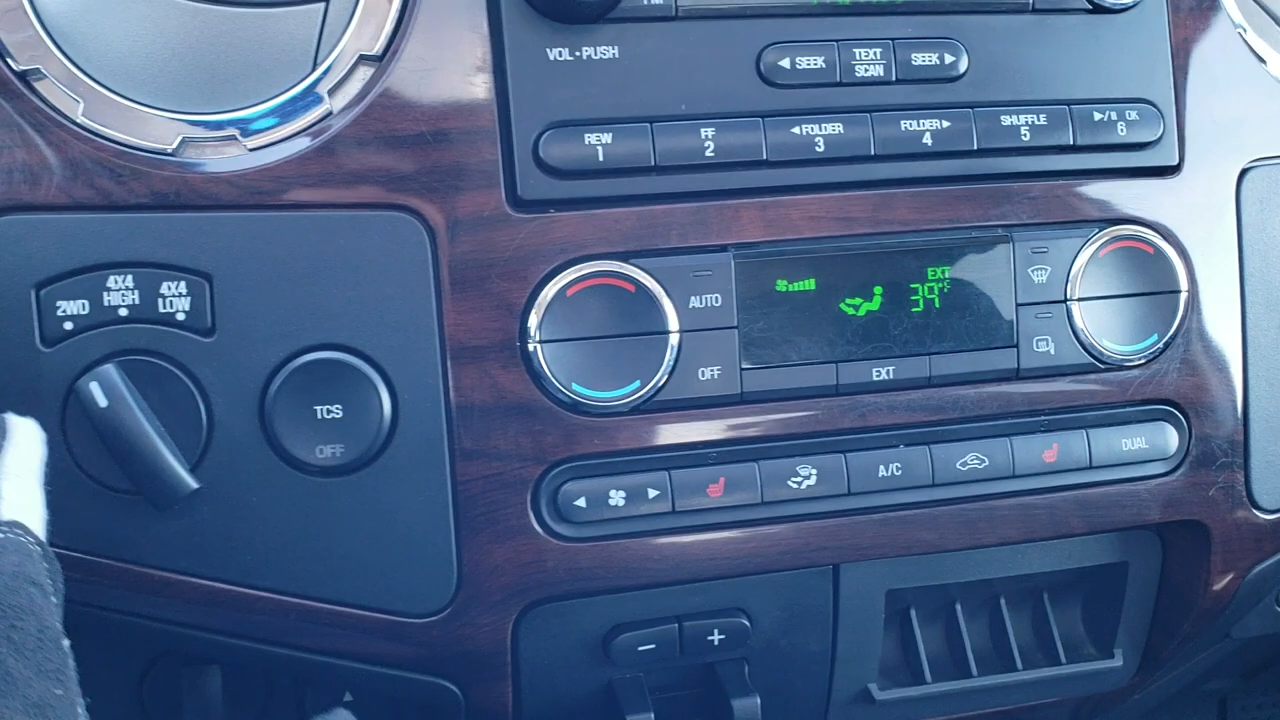 VOL•PUSH
◀ SEEK
TEXT
SCAN
SEEK ▶
REW
1
FF
2
◀FOLDER
3
FOLDER▶
4
SHUFFLE
5
▶/II OK
6
2WD
4X4
HIGH
4X4
LOW
TCS
OFF
AUTO
OFF
EXT
39°F
EXT
A/C
DUAL
− +